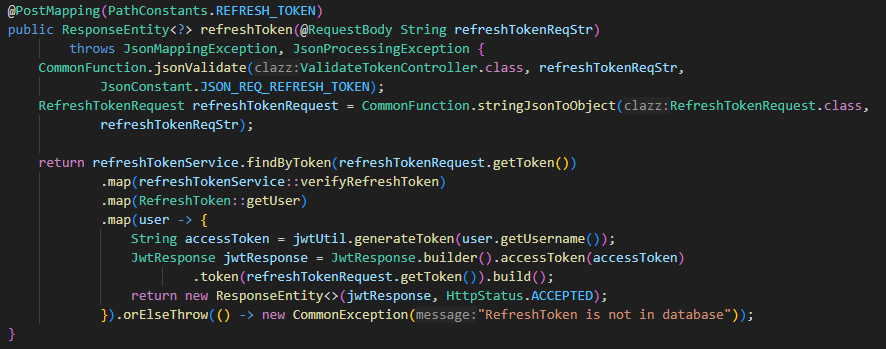 @PostMapping(PathConstants.REFRESH_TOKEN)
public ResponseEntity<?> refreshToken(@RequestBody String refreshTokenReqStr)
        throws JsonMappingException, JsonProcessingException {
    CommonFunction.jsonValidate(clazz:ValidateTokenController.class, refreshTokenReqStr,
            JsonConstant.JSON_REQ_REFRESH_TOKEN);
    RefreshTokenRequest refreshTokenRequest = CommonFunction.stringJsonToObject(clazz:RefreshTokenRequest.class,
            refreshTokenReqStr);

    return refreshTokenService.findByToken(refreshTokenRequest.getToken())
            .map(refreshTokenService::verifyRefreshToken)
            .map(RefreshToken::getUser)
            .map(user -> {
                String accessToken = jwtUtil.generateToken(user.getUsername());
                JwtResponse jwtResponse = JwtResponse.builder().accessToken(accessToken)
                        .token(refreshTokenRequest.getToken()).build();
                return new ResponseEntity<>(jwtResponse, HttpStatus.ACCEPTED);
            }).orElseThrow(() -> new CommonException(message:"RefreshToken is not in database"));
}